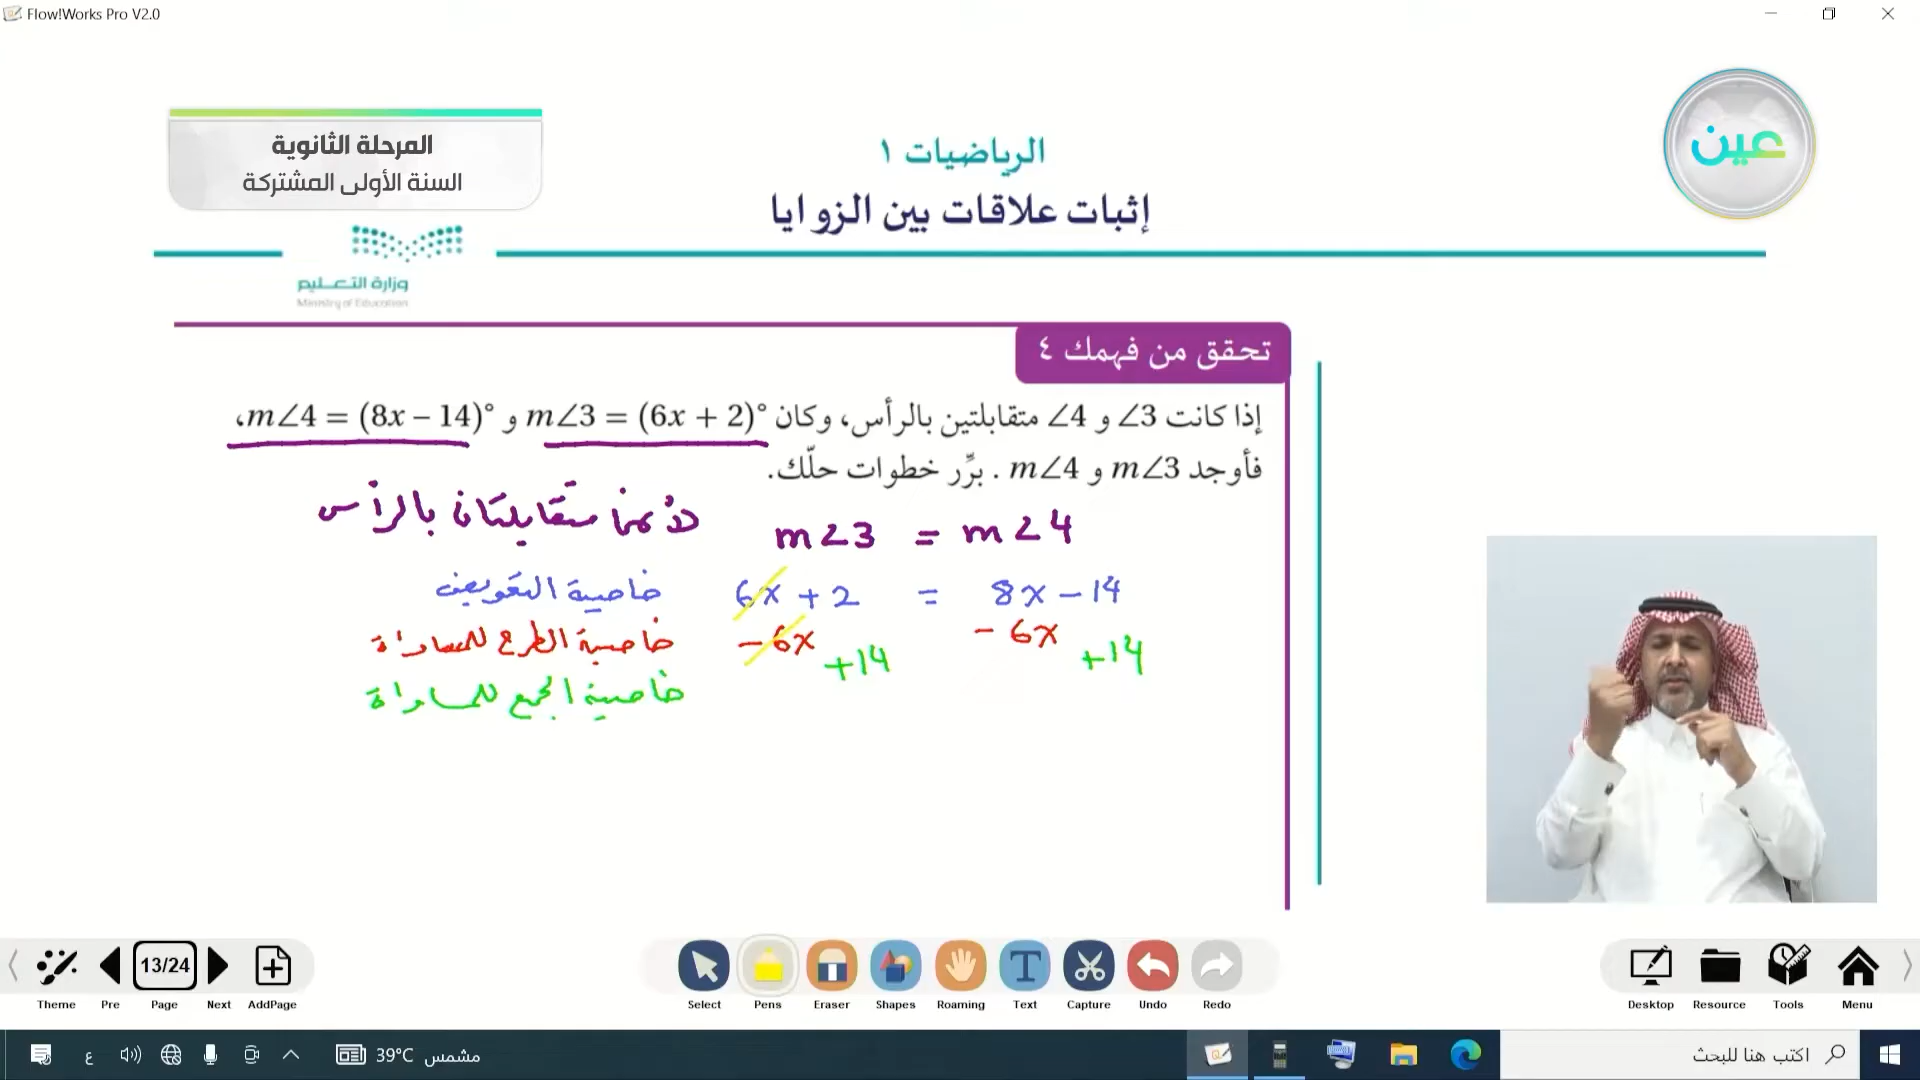 Flow!Works Pro V2.0
المرحلة الثانوية
السنة الأولى المشتركة
الرياضيات ١
إثبات علاقات بين الزوايا
عين
وزارة التعليم
Ministry of Education
تحقق من فهمك ٤
إذا كانت ∠3 و ∠4 متقابلتين بالرأس، وكان m∠3 = (6x + 2)° و m∠4 = (8x − 14)°،
فأوجد m∠3 و m∠4 . برِّر خطوات حلّك.
m∠3 = m∠4 لأنهما متقابلتان بالرأس
6x + 2 = 8x − 14 خاصية التعويض
−6x − 6x خاصية الطرح للمساواة
+14 +14 خاصية الجمع للمساواة
13/24
Theme Pre Page Next AddPage
Select Pens Eraser Shapes Roaming Text Capture Undo Redo
Desktop Resource Tools Menu
ع
39°C مشمس
اكتب هنا للبحث